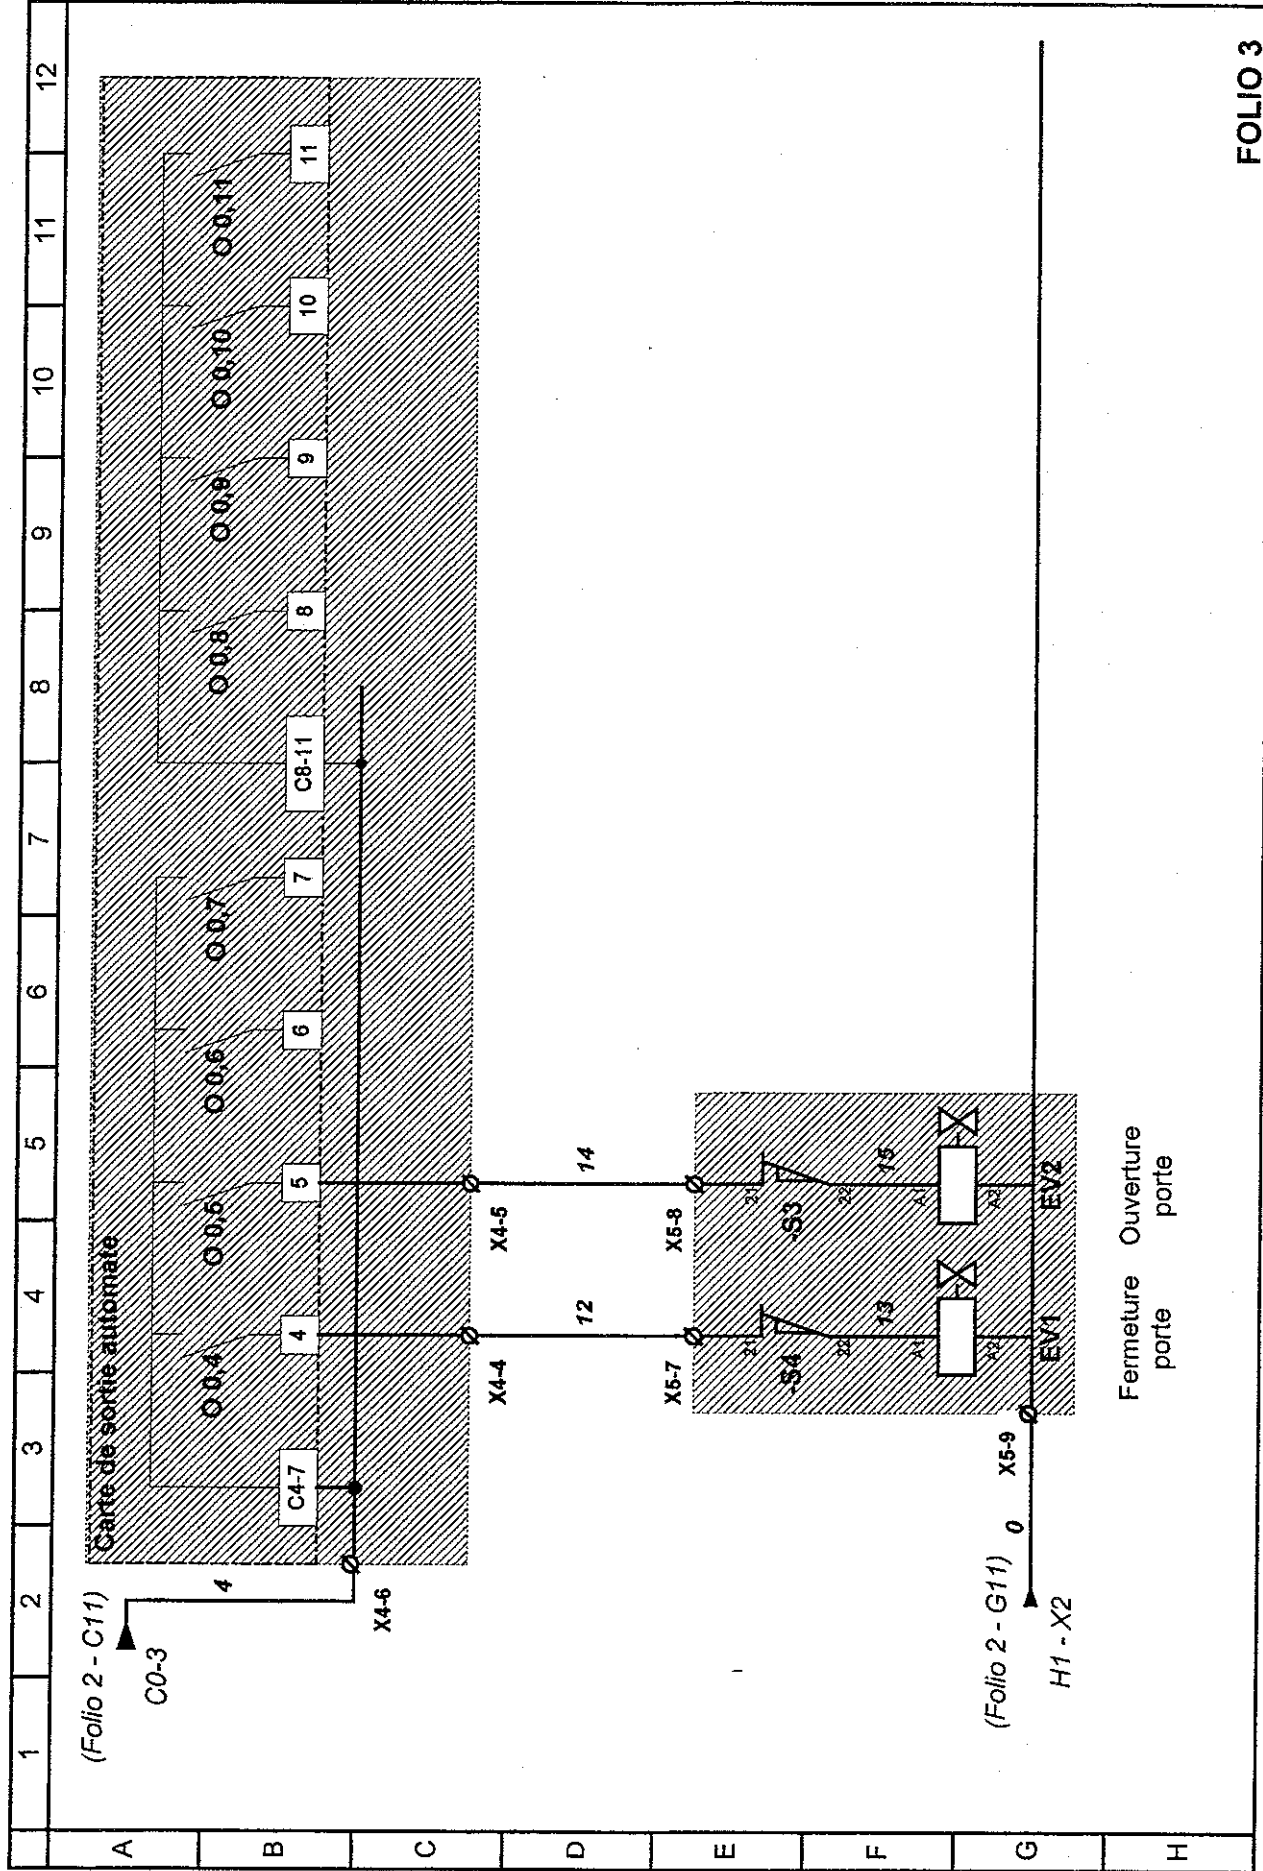 1 2 3 4 5 6 7 8 9 10 11 12
A
B
C
D
E
F
G
H
(Folio 2 - C11)
C0-3
4
X4-6
Carte de sortie automate
O 0,4 O 0,5 O 0,6 O 0,7 O 0,8 O 0,9 O 0,10 O 0,11
C4-7 4 5 6 7 C8-11 8 9 10 11
X4-4 X4-5
12 14
X5-7 X5-8
21 21
-S4 -S3
22 22
13 15
A1 A1
A2 A2
EV1 EV2
(Folio 2 - G11)
0
X5-9
H1 - X2
Fermeture Ouverture
porte porte
FOLIO 3